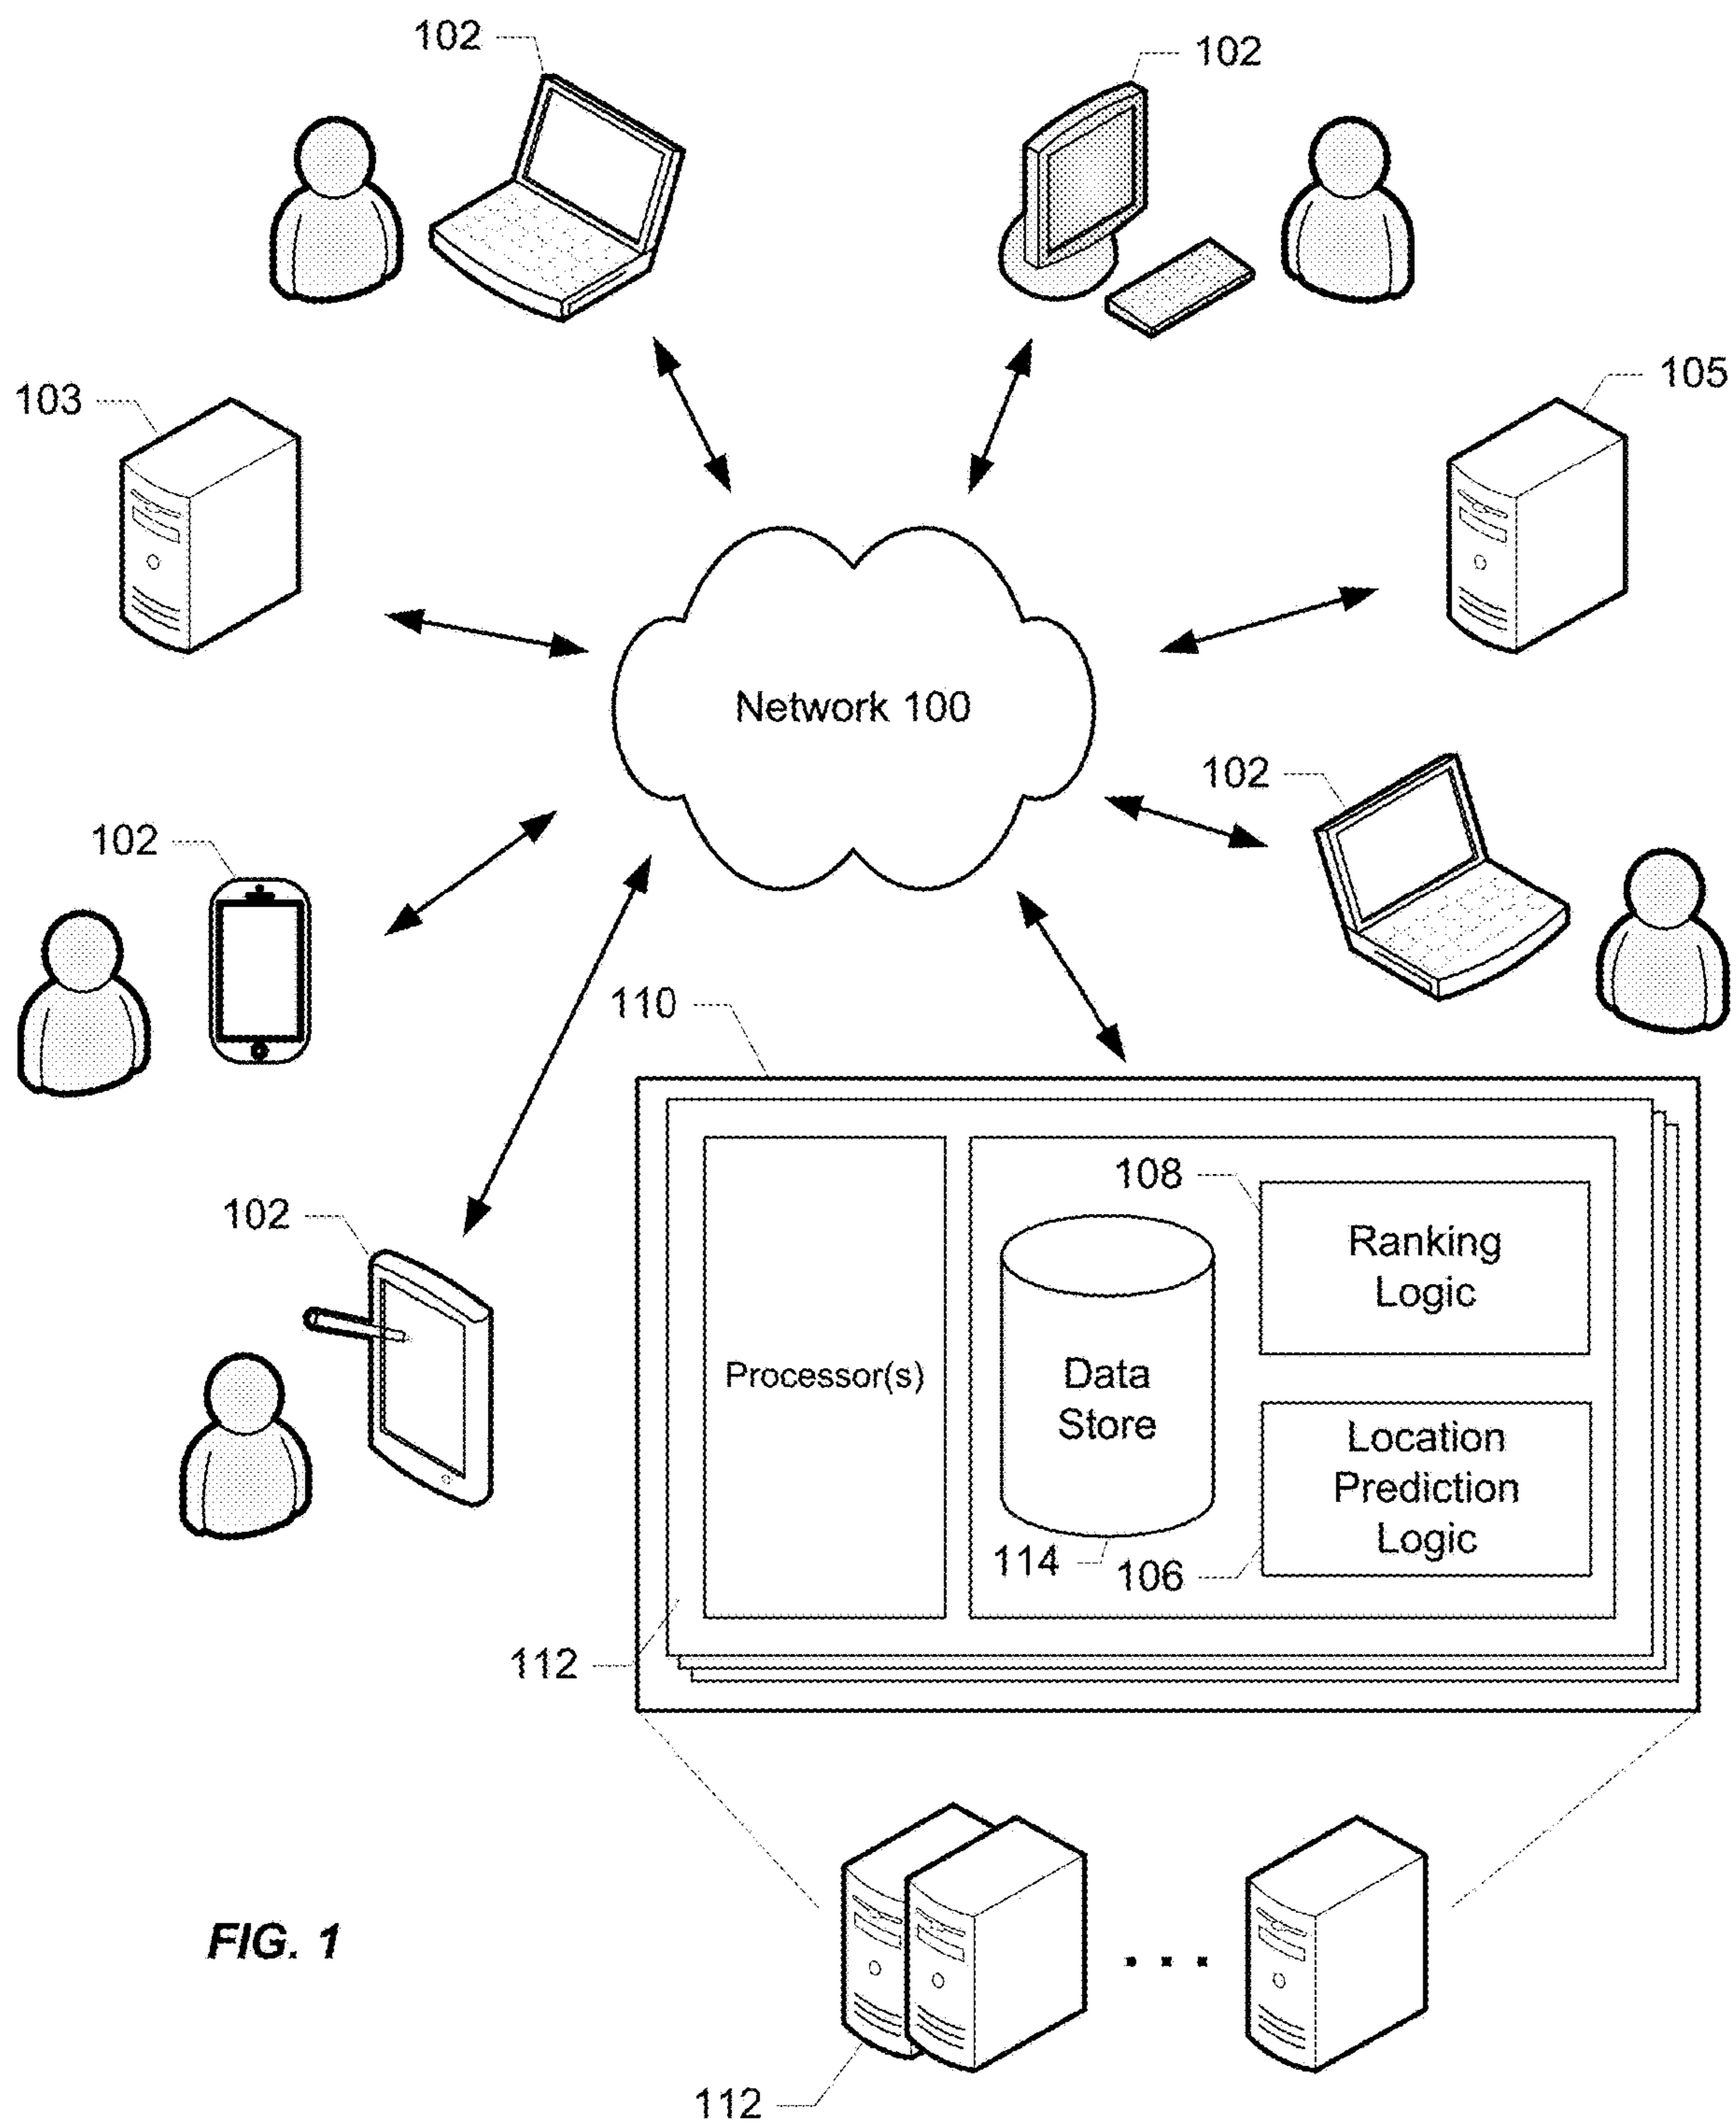 102
102
103
105
Network 100
102
102
110
108
Ranking
Logic
102
Processor(s)
Data
Store
Location
Prediction
Logic
114
106
112
FIG. 1
...
112